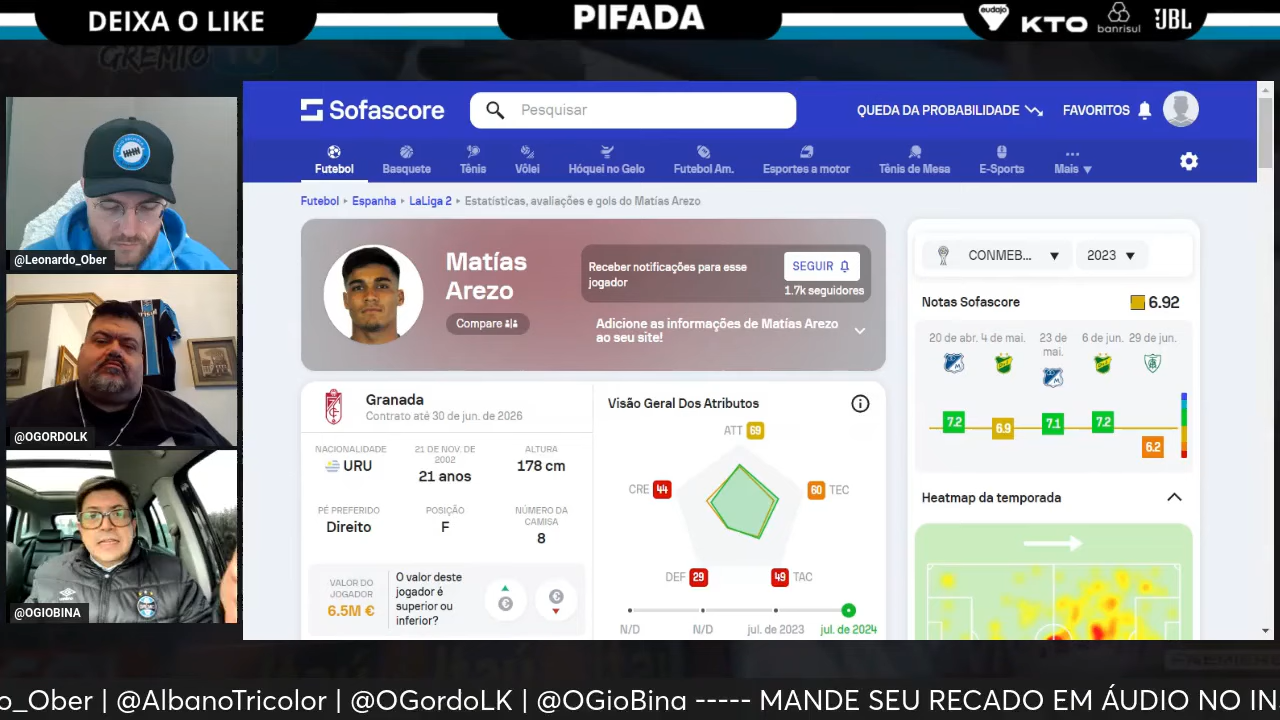 DEIXA O LIKE
PIFADA
eudajo
KTO
banrisul
JBL
GRÊMIO
@Leonardo_Ober
@OGORDOLK
@OGIOBINA
Sofascore
Pesquisar
QUEDA DA PROBABILIDADE
FAVORITOS
Futebol
Basquete
Tênis
Vôlei
Hóquei no Gelo
Futebol Am.
Esportes a motor
Tênis de Mesa
E-Sports
Mais
Futebol
Espanha
LaLiga 2
Estatísticas, avaliações e gols do Matías Arezo
Matías
Arezo
Compare
Receber notificações para esse
jogador
SEGUIR
1.7k seguidores
Adicione as informações de Matías Arezo
ao seu site!
Granada
Contrato até 30 de jun. de 2026
NACIONALIDADE
URU
21 DE NOV. DE
2002
21 anos
ALTURA
178 cm
PÉ PREFERIDO
Direito
POSIÇÃO
F
NÚMERO DA
CAMISA
8
VALOR DO
JOGADOR
6.5M €
O valor deste
jogador é
superior ou
inferior?
Visão Geral Dos Atributos
ATT 69
CRE 44
60 TEC
DEF 29
49 TAC
N/D
N/D
jul. de 2023
jul. de 2024
CONMEB...
2023
Notas Sofascore
6.92
20 de abr.
4 de mai.
23 de
mai.
6 de jun.
29 de jun.
7.2
6.9
7.1
7.2
6.2
Heatmap da temporada
o_Ober | @AlbanoTricolor | @OGordoLK | @OGioBina ----- MANDE SEU RECADO EM ÁUDIO NO IN